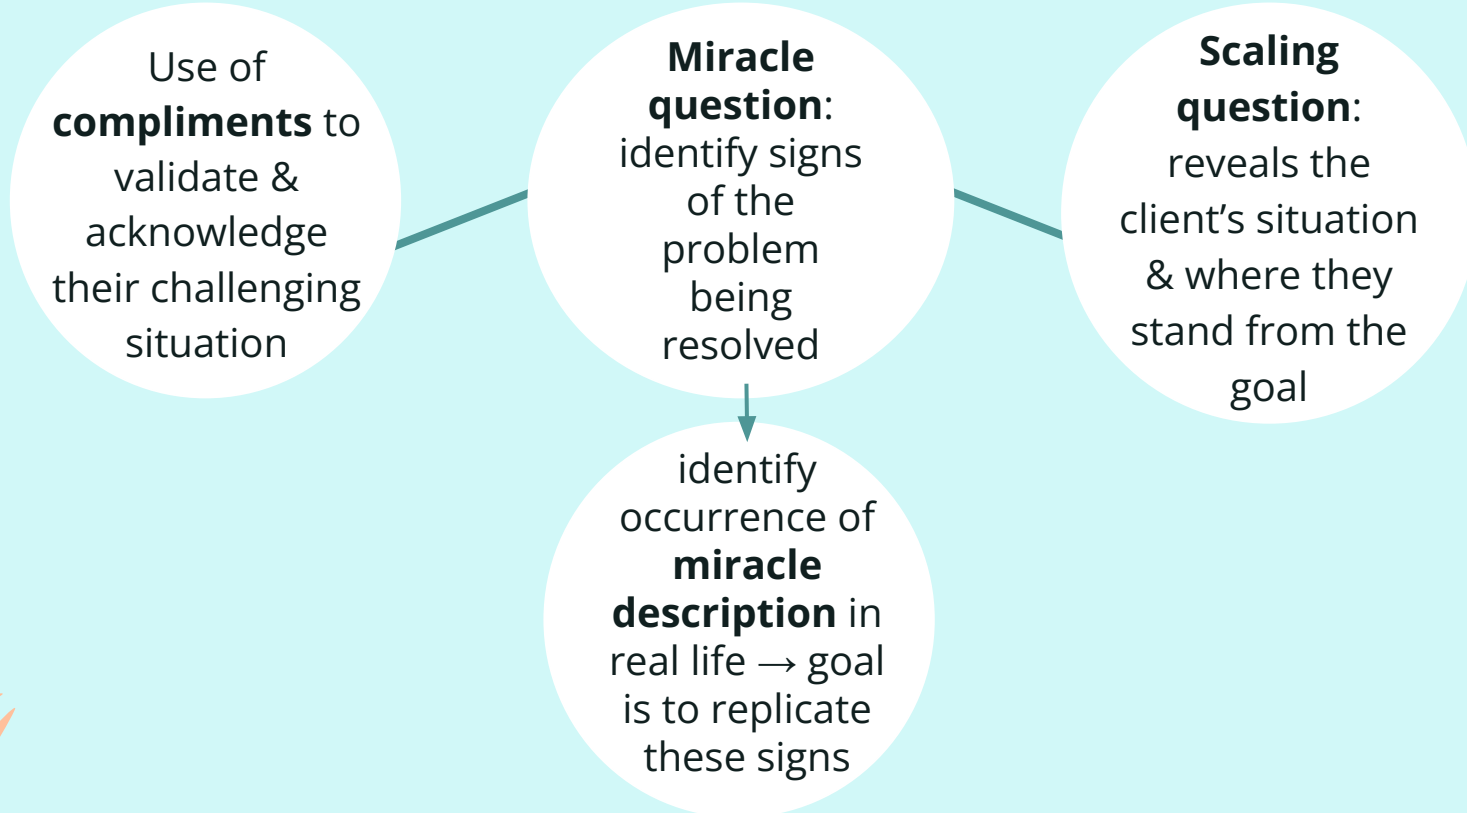 Use of
compliments to
validate &
acknowledge
their challenging
situation
Miracle
question:
identify signs
of the
problem
being
resolved
Scaling
question:
reveals the
client’s situation
& where they
stand from the
goal
identify
occurrence of
miracle
description in
real life → goal
is to replicate
these signs